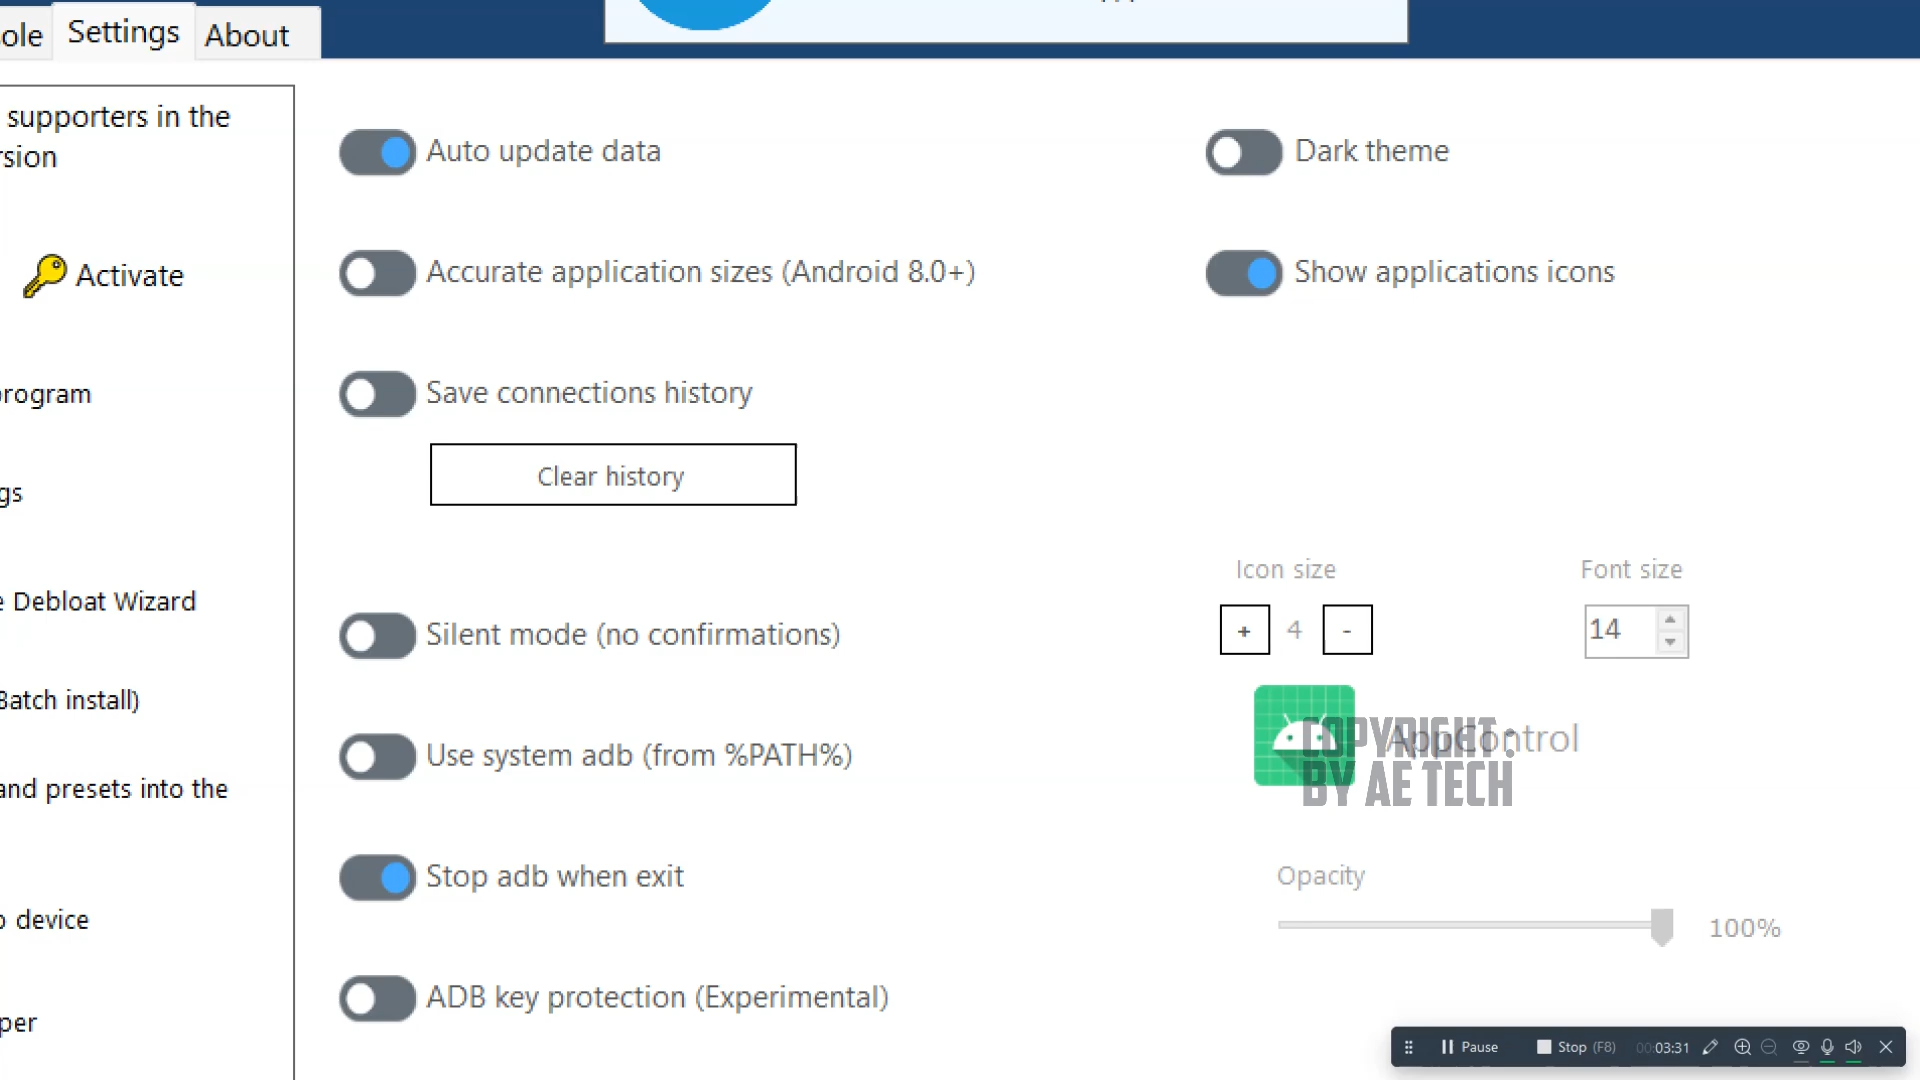 ole
Settings
About
supporters in the
rsion
Activate
rogram
gs
e Debloat Wizard
Batch install)
and presets into the
o device
per
Auto update data
Accurate application sizes (Android 8.0+)
Save connections history
Clear history
Silent mode (no confirmations)
Use system adb (from %PATH%)
Stop adb when exit
ADB key protection (Experimental)
Dark theme
Show applications icons
Icon size
Font size
+ 4 -
14
AppControl
COPYRIGHT :
BY AE TECH
Opacity
100%
Pause
Stop (F8)
00:03:31